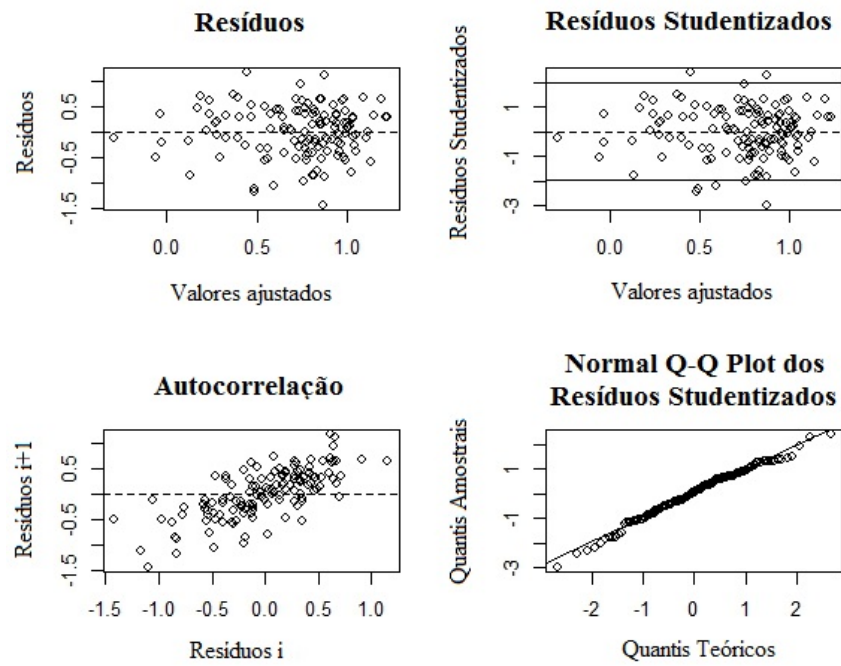 Resíduos
Resíduos
0.5
-0.5
-1.5
0.0 0.5 1.0
Valores ajustados
Resíduos Studentizados
Resíduos Studentizados
1
-1
-3
0.0 0.5 1.0
Valores ajustados
Autocorrelação
Resíduos i+1
0.5
-0.5
-1.5
-1.5 -1.0 -0.5 0.0 0.5 1.0
Resíduos i
Normal Q-Q Plot dos
Resíduos Studentizados
Quantis Amostrais
1
-1
-3
-2 -1 0 1 2
Quantis Teóricos